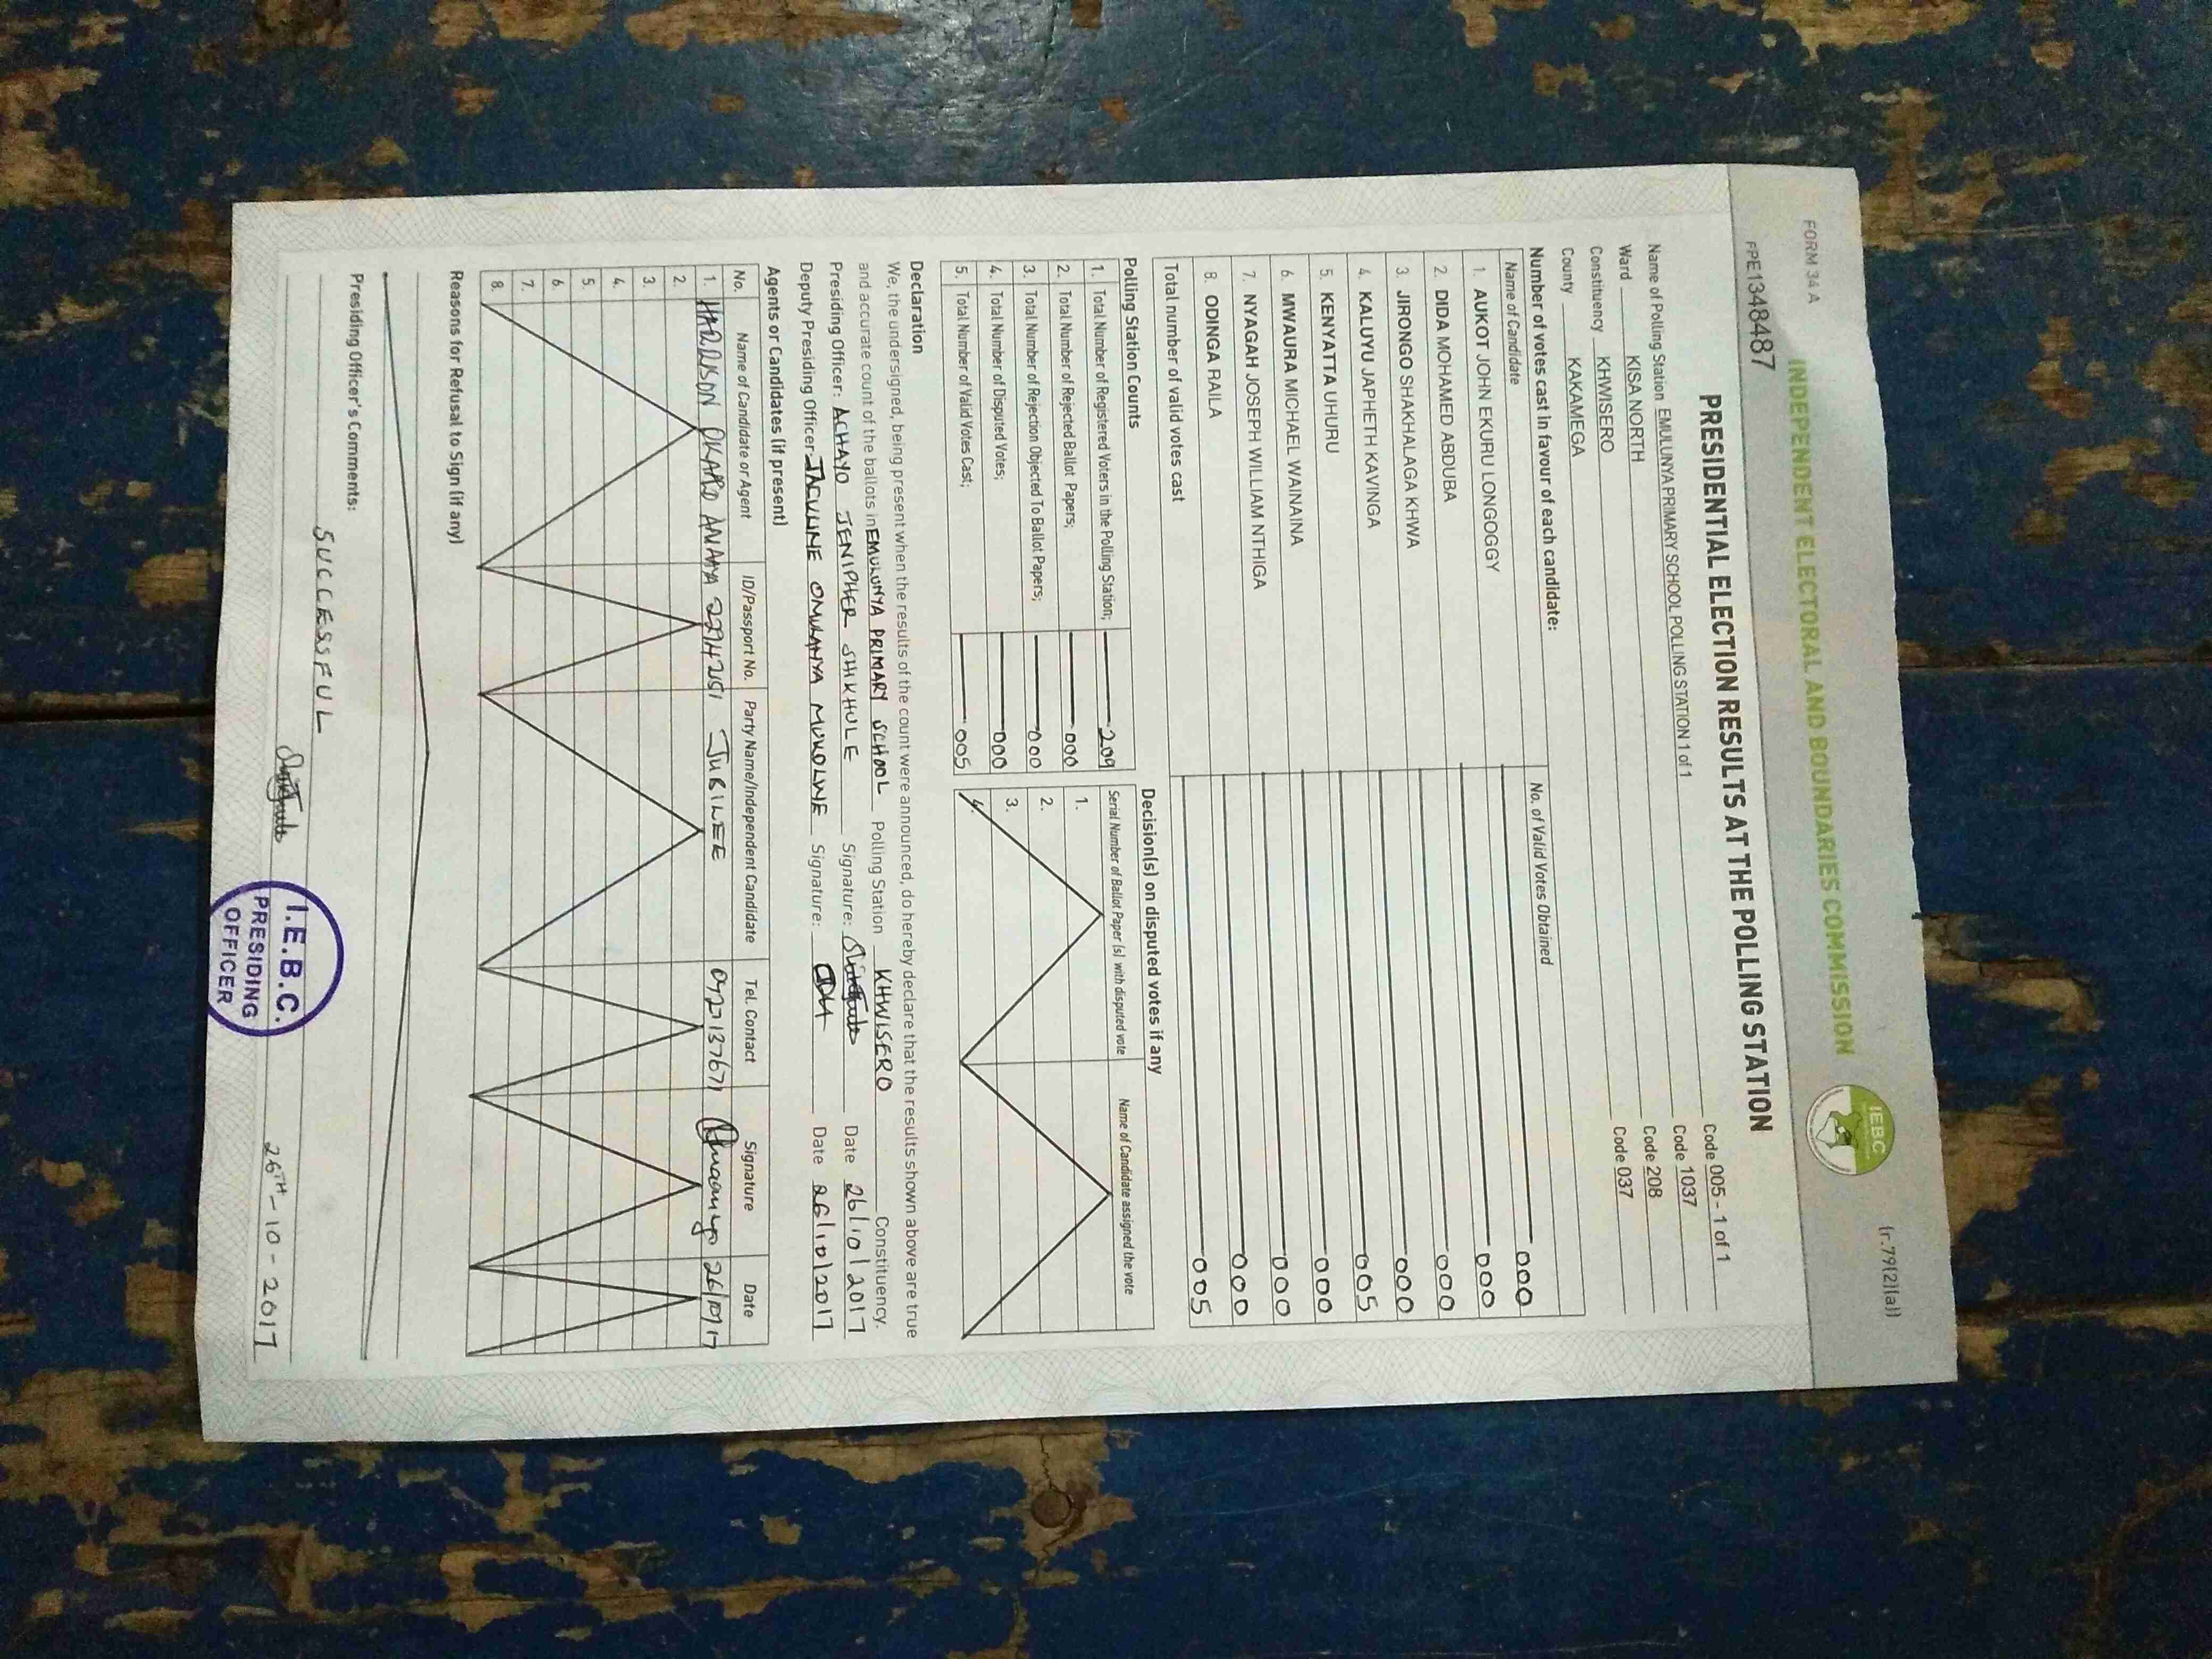 FORM 34 A
(r.79(2)(a))
INDEPENDENT ELECTORAL AND BOUNDARIES COMMISSION
IEBC
FPE1348487
PRESIDENTIAL ELECTION RESULTS AT THE POLLING STATION
Name of Polling Station EMULUNYA PRIMARY SCHOOL POLLING STATION 1 of 1 Code 005 - 1 of 1
Ward KISA NORTH Code 1037
Constituency KHWISERO Code 208
County KAKAMEGA Code 037
Number of votes cast in favour of each candidate:
Name of Candidate No. of Valid Votes Obtained
1. AUKOT JOHN EKURU LONGOGGY 000
2. DIDA MOHAMED ABDUBA 000
3. JIRONGO SHAKHALAGA KHWA 000
4. KALUYU JAPHETH KAVINGA 000
5. KENYATTA UHURU 005
6. MWAURA MICHAEL WAINAINA 000
7. NYAGAH JOSEPH WILLIAM NTHIGA 000
8. ODINGA RAILA 000
Total number of valid votes cast 005
Polling Station Counts
1. Total Number of Registered Voters in the Polling Station; 209
2. Total Number of Rejected Ballot Papers; 000
3. Total Number of Rejection Objected To Ballot Papers; 000
4. Total Number of Disputed Votes; 000
5. Total Number of Valid Votes Cast; 005
Decision(s) on disputed votes if any
Serial Number of Ballot Paper (s) with disputed vote Name of Candidate assigned the vote
1.
2.
3.
4.
Declaration
We, the undersigned, being present when the results of the count were announced, do hereby declare that the results shown above are true
and accurate count of the ballots in EMULUNYA PRIMARY SCHOOL Polling Station KHWISERO Constituency.
Presiding Officer: ACHAYO JENIPHER SHIKHULE Signature: Date 26/10/2017
Deputy Presiding Officer: JACKLINE OMULANYA MUKOLWE Signature: Date 26/10/2017
Agents or Candidates (if present)
No. Name of Candidate or Agent ID/Passport No. Party Name/Independent Candidate Tel. Contact Signature Date
1. HARRISON OKAPO 22742151 JUBILEE 0722137671 26/10/17
2.
3.
4.
5.
6.
7.
8.
Reasons for Refusal to Sign (if any)
Presiding Officer's Comments:
SUCCESSFUL
26TH-10-2017
I.E.B.C.
PRESIDING
OFFICER